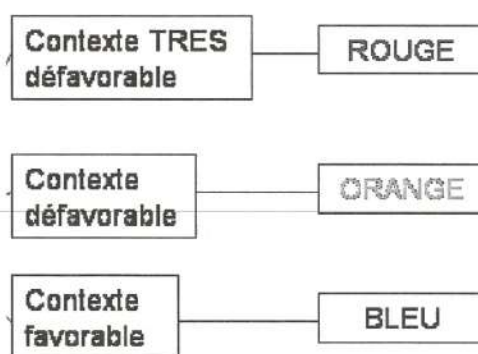 Contexte TRES
défavorable
ROUGE
Contexte
défavorable
ORANGE
Contexte
favorable
BLEU